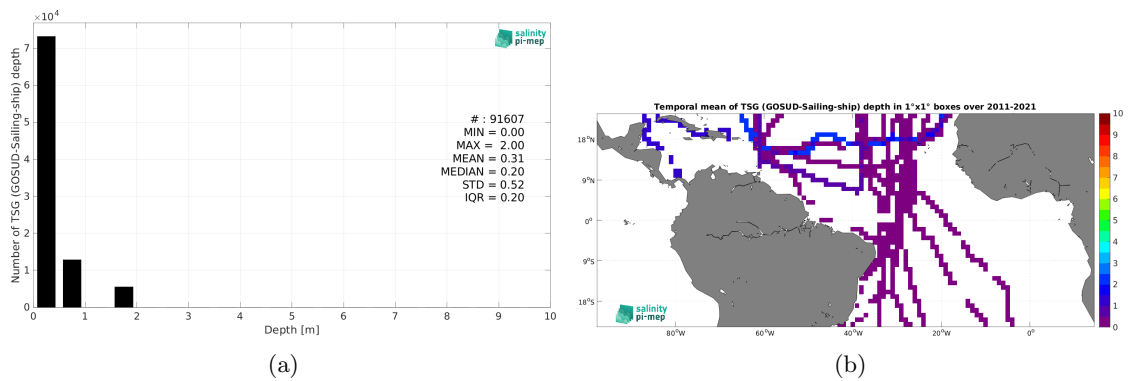 ×10⁴
7
6
5
4
3
2
1
0
Number of TSG (GOSUD-Sailing-ship) depth
0 1 2 3 4 5 6 7 8 9 10
Depth [m]
salinity
pi-mep
# : 91607
MIN = 0.00
MAX = 2.00
MEAN = 0.31
MEDIAN = 0.20
STD = 0.52
IQR = 0.20
(a)
Temporal mean of TSG (GOSUD-Sailing-ship) depth in 1°x1° boxes over 2011-2021
18°N
9°N
0°
9°S
18°S
80°W 60°W 40°W 20°W 0°
salinity
pi-mep
10
9
8
7
6
5
4
3
2
1
0
(b)